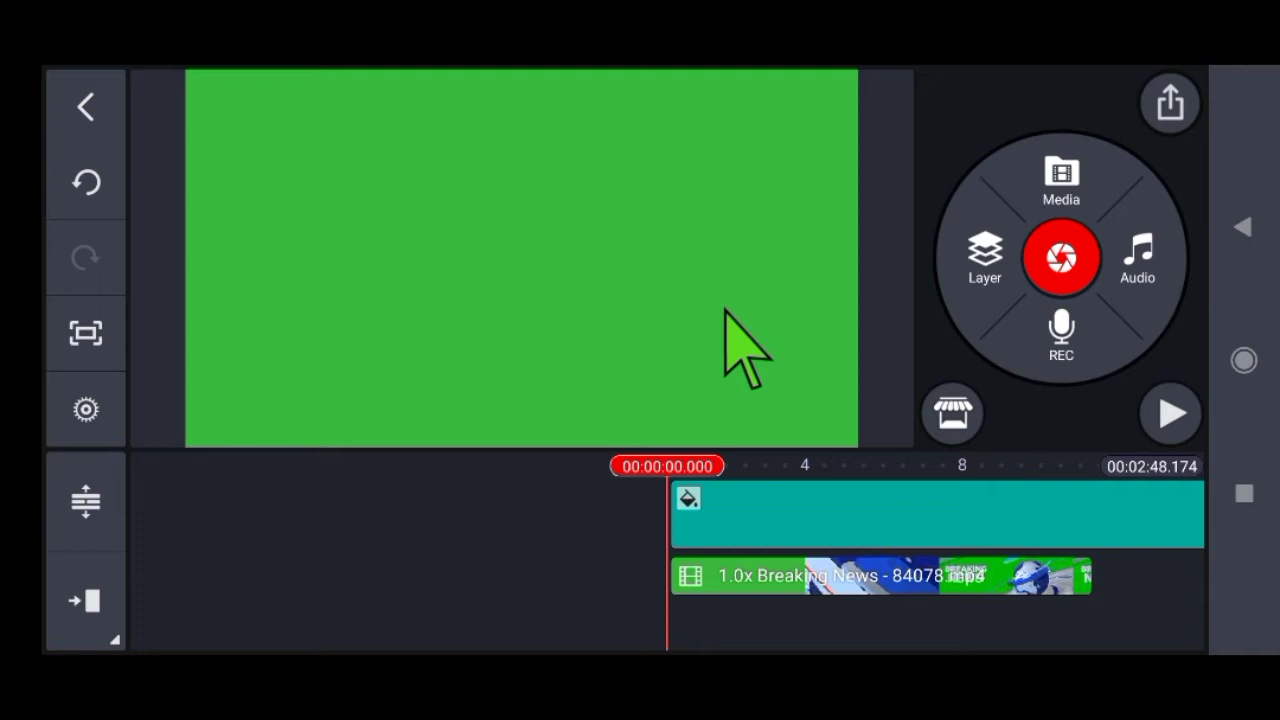 Media
Layer
Audio
REC
00:00:00.000
4
8
00:02:48.174
1.0x Breaking News - 84078.mp4
BREAKING